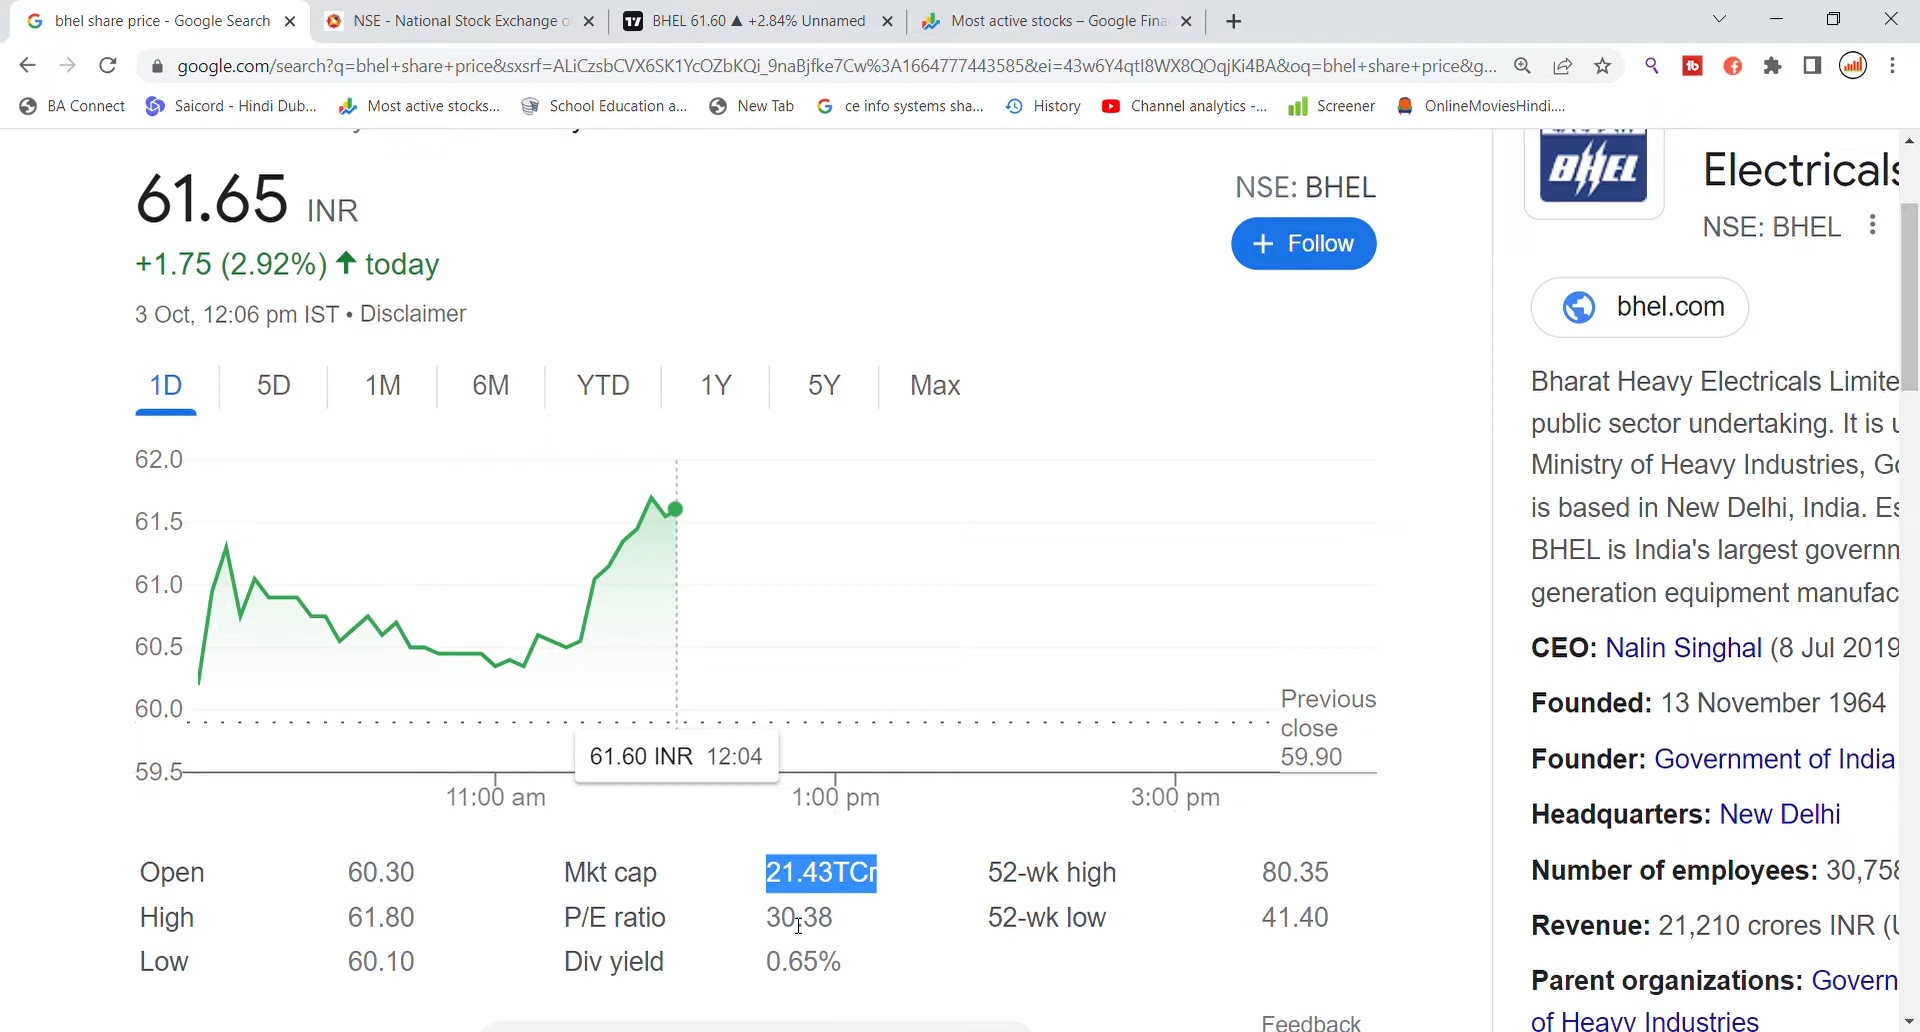 bhel share price - Google Search
NSE - National Stock Exchange o
BHEL 61.60 ▲ +2.84% Unnamed
Most active stocks – Google Fina
google.com/search?q=bhel+share+price&sxsrf=ALiCzsbCVX6SK1YcOZbKQi_9naBjfke7Cw%3A1664777443585&ei=43w6Y4qtI8WX8QOqjKi4BA&oq=bhel+share+price&g...
BA Connect
Saicord - Hindi Dub...
Most active stocks...
School Education a...
New Tab
ce info systems sha...
History
Channel analytics -...
Screener
OnlineMoviesHindi....
61.65 INR
+1.75 (2.92%) ↑ today
3 Oct, 12:06 pm IST • Disclaimer
NSE: BHEL
+ Follow
1D 5D 1M 6M YTD 1Y 5Y Max
62.0
61.5
61.0
60.5
60.0
59.5
Previous
close
59.90
61.60 INR 12:04
11:00 am 1:00 pm 3:00 pm
Open 60.30 Mkt cap 21.43TCr 52-wk high 80.35
High 61.80 P/E ratio 30.38 52-wk low 41.40
Low 60.10 Div yield 0.65%
Feedback
BHEL
Electricals
NSE: BHEL
bhel.com
Bharat Heavy Electricals Limite
public sector undertaking. It is
Ministry of Heavy Industries,
is based in New Delhi, India.
BHEL is India's largest governm
generation equipment manufac
CEO: Nalin Singhal (8 Jul 2019
Founded: 13 November 1964
Founder: Government of India
Headquarters: New Delhi
Number of employees: 30,758
Revenue: 21,210 crores INR (
Parent organizations: Govern
of Heavy Industries